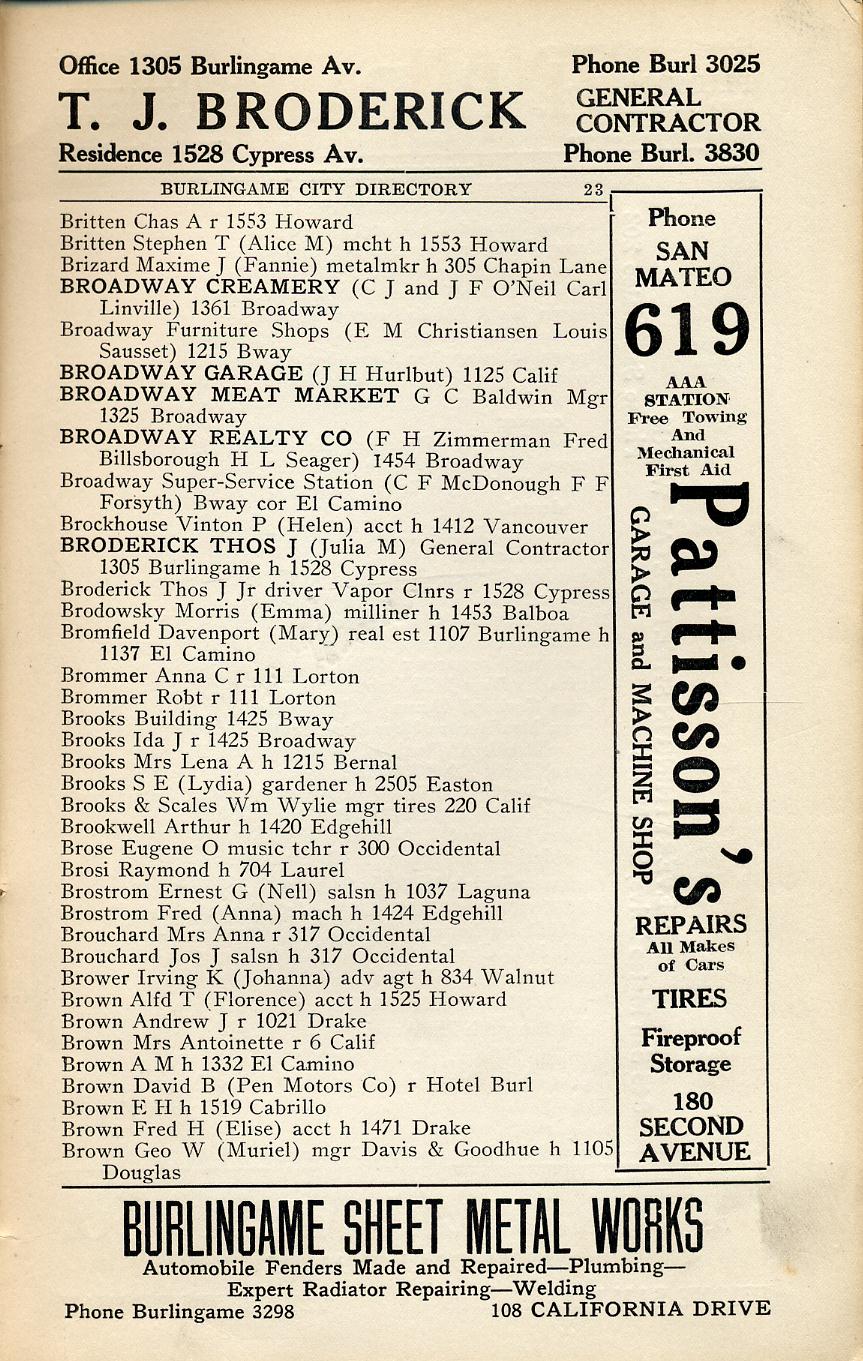 Office 1305 Burlingame Av. Phone Burl 3025
T. J. BRODERICK GENERAL CONTRACTOR
Residence 1528 Cypress Av. Phone Burl. 3830
BURLINGAME CITY DIRECTORY 23
Britten Chas A r 1553 Howard
Britten Stephen T (Alice M) mcht h 1553 Howard
Brizard Maxime J (Fannie) metalmkr h 305 Chapin Lane
BROADWAY CREAMERY (C J and J F O'Neil Carl
Linville) 1361 Broadway
Broadway Furniture Shops (E M Christiansen Louis
Sausset) 1215 Bway
BROADWAY GARAGE (J H Hurlbut) 1125 Calif
BROADWAY MEAT MARKET G C Baldwin Mgr
1325 Broadway
BROADWAY REALTY CO (F H Zimmerman Fred
Billsborough H L Seager) 1454 Broadway
Broadway Super-Service Station (C F McDonough F F
Forsyth) Bway cor El Camino
Brockhouse Vinton P (Helen) acct h 1412 Vancouver
BRODERICK THOS J (Julia M) General Contractor
1305 Burlingame h 1528 Cypress
Broderick Thos J Jr driver Vapor Clnrs r 1528 Cypress
Brodowsky Morris (Emma) milliner h 1453 Balboa
Bromfield Davenport (Mary) real est 1107 Burlingame h
1137 El Camino
Brommer Anna C r 111 Lorton
Brommer Robt r 111 Lorton
Brooks Building 1425 Bway
Brooks Ida J r 1425 Broadway
Brooks Mrs Lena A h 1215 Bernal
Brooks S E (Lydia) gardener h 2505 Easton
Brooks & Scales Wm Wylie mgr tires 220 Calif
Brookwell Arthur h 1420 Edgehill
Brose Eugene O music tchr r 300 Occidental
Brosi Raymond h 704 Laurel
Brostrom Ernest G (Nell) salsn h 1037 Laguna
Brostrom Fred (Anna) mach h 1424 Edgehill
Brouchard Mrs Anna r 317 Occidental
Brouchard Jos J salsn h 317 Occidental
Brower Irving K (Johanna) adv agt h 834 Walnut
Brown Alfd T (Florence) acct h 1525 Howard
Brown Andrew J r 1021 Drake
Brown Mrs Antoinette r 6 Calif
Brown A M h 1332 El Camino
Brown David B (Pen Motors Co) r Hotel Burl
Brown E H h 1519 Cabrillo
Brown Fred H (Elise) acct h 1471 Drake
Brown Geo W (Muriel) mgr Davis & Goodhue h 1105
Douglas
Phone
SAN
MATEO
619
AAA
STATION
Free Towing
And
Mechanical
First Aid
Pattison's
GARAGE and MACHINE SHOP
REPAIRS
All Makes
of Cars
TIRES
Fireproof
Storage
180
SECOND
AVENUE
BURLINGAME SHEET METAL WORKS
Automobile Fenders Made and Repaired—Plumbing—
Expert Radiator Repairing—Welding
Phone Burlingame 3298 108 CALIFORNIA DRIVE